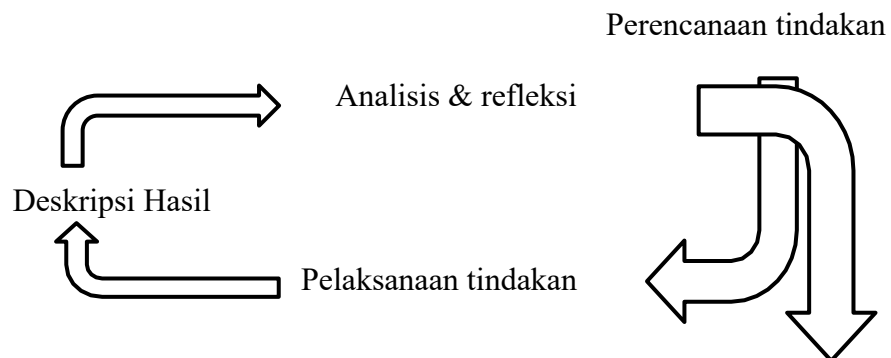 Perencanaan tindakan
Analisis & refleksi
Deskripsi Hasil
Pelaksanaan tindakan